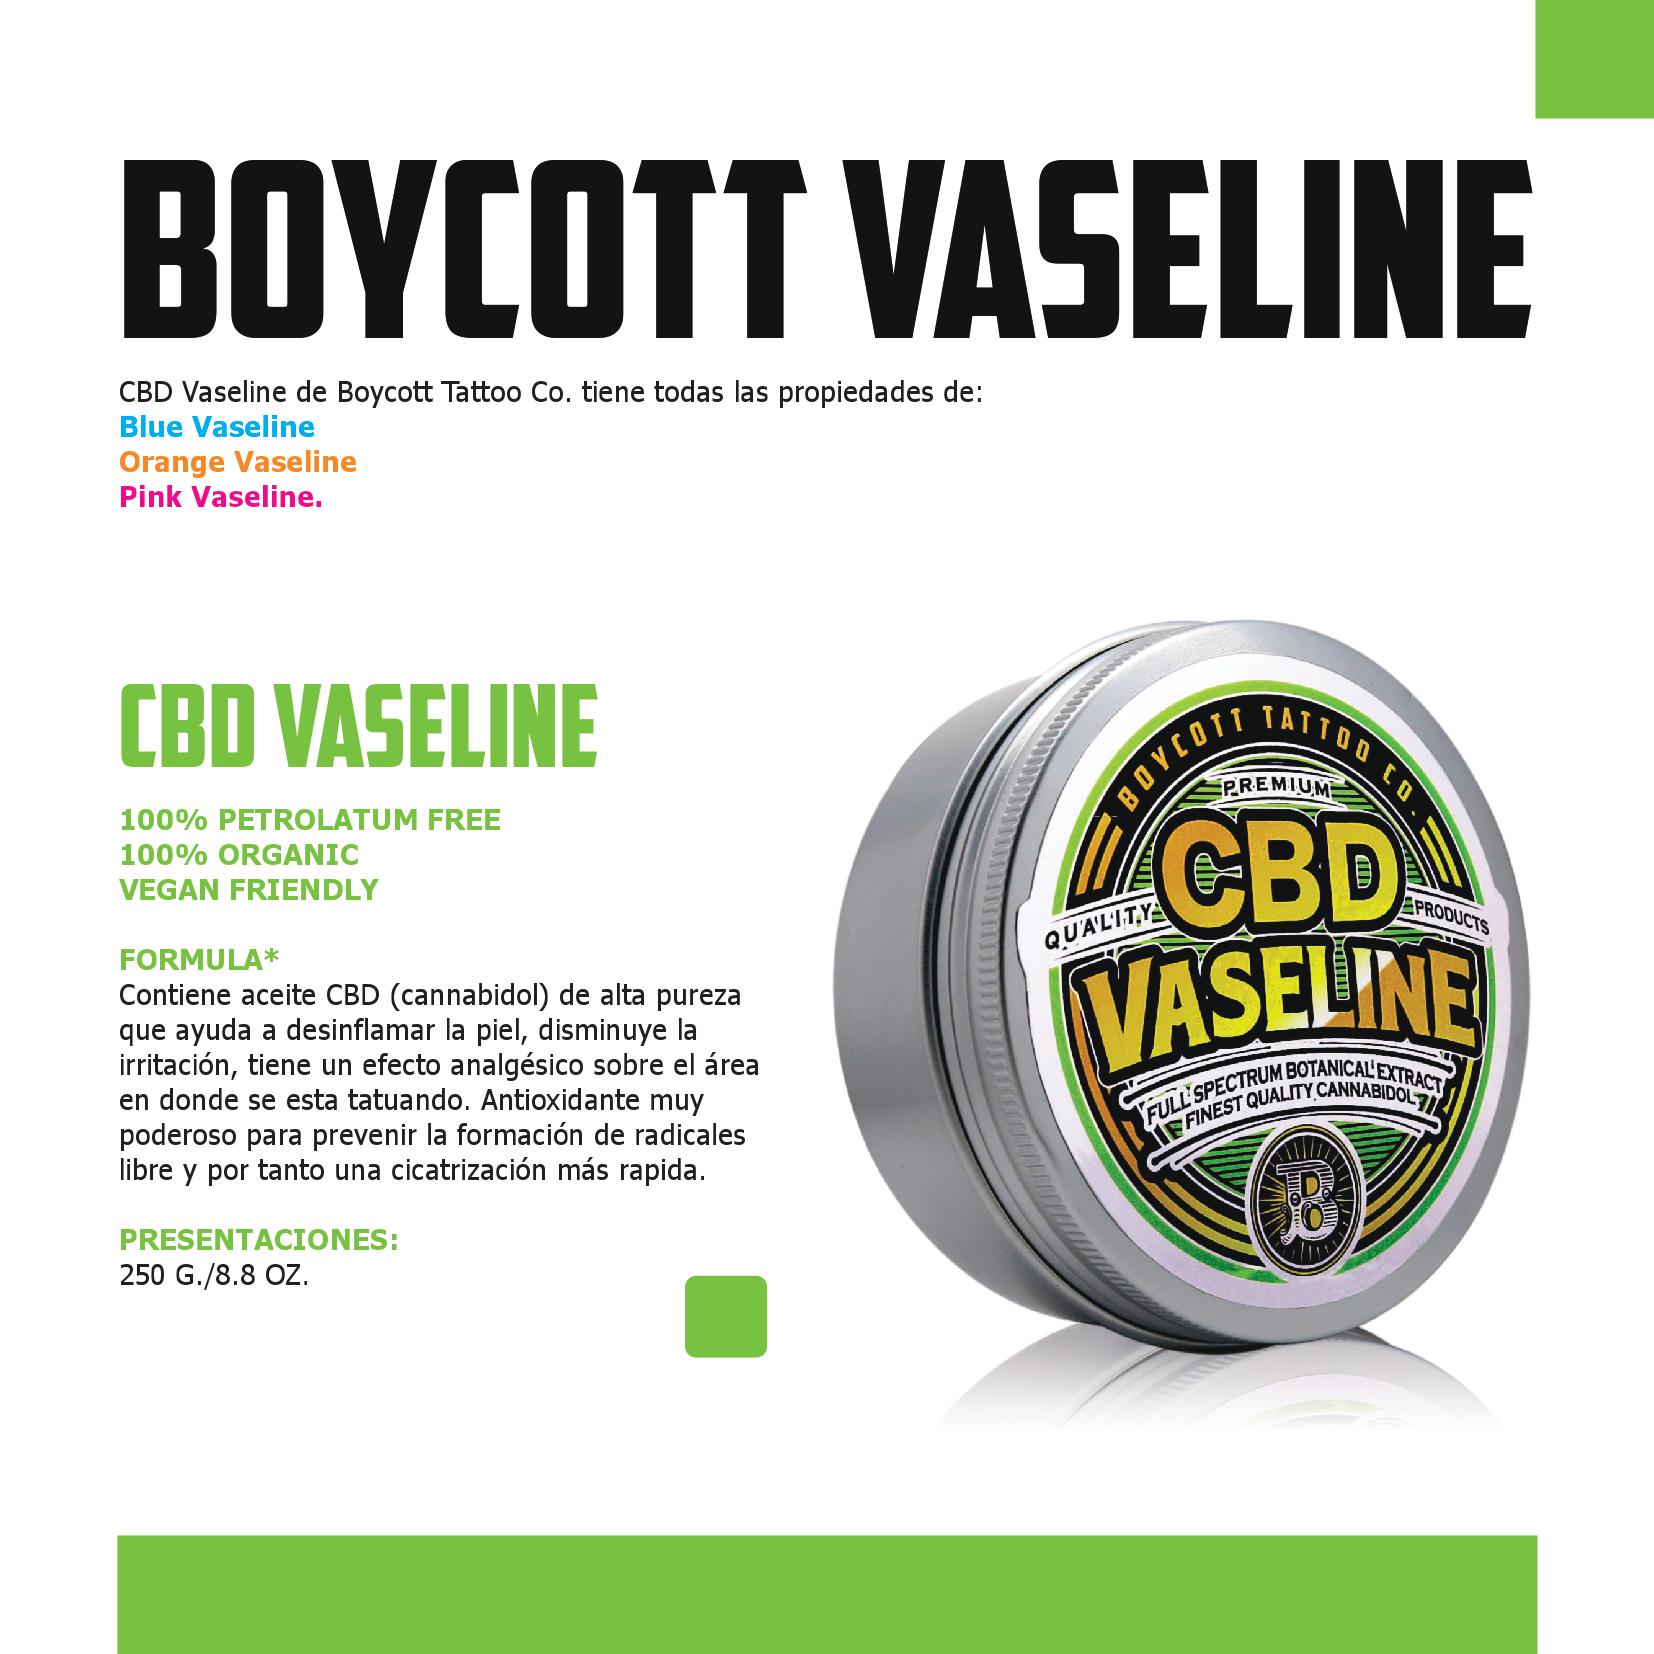 BOYCOTT VASELINE
CBD Vaseline de Boycott Tattoo Co. tiene todas las propiedades de:
Blue Vaseline
Orange Vaseline
Pink Vaseline.
CBD VASELINE
100% PETROLATUM FREE
100% ORGANIC
VEGAN FRIENDLY
FORMULA*
Contiene aceite CBD (cannabidol) de alta pureza
que ayuda a desinflamar la piel, disminuye la
irritación, tiene un efecto analgésico sobre el área
en donde se esta tatuando. Antioxidante muy
poderoso para prevenir la formación de radicales
libre y por tanto una cicatrización más rapida.
PRESENTACIONES:
250 G./8.8 OZ.
BOYCOTT TATTOO CO.
PREMIUM
CBD
QUALITY PRODUCTS
VASELINE
FULL SPECTRUM BOTANICAL EXTRACT
FINEST QUALITY CANNABIDOL
B